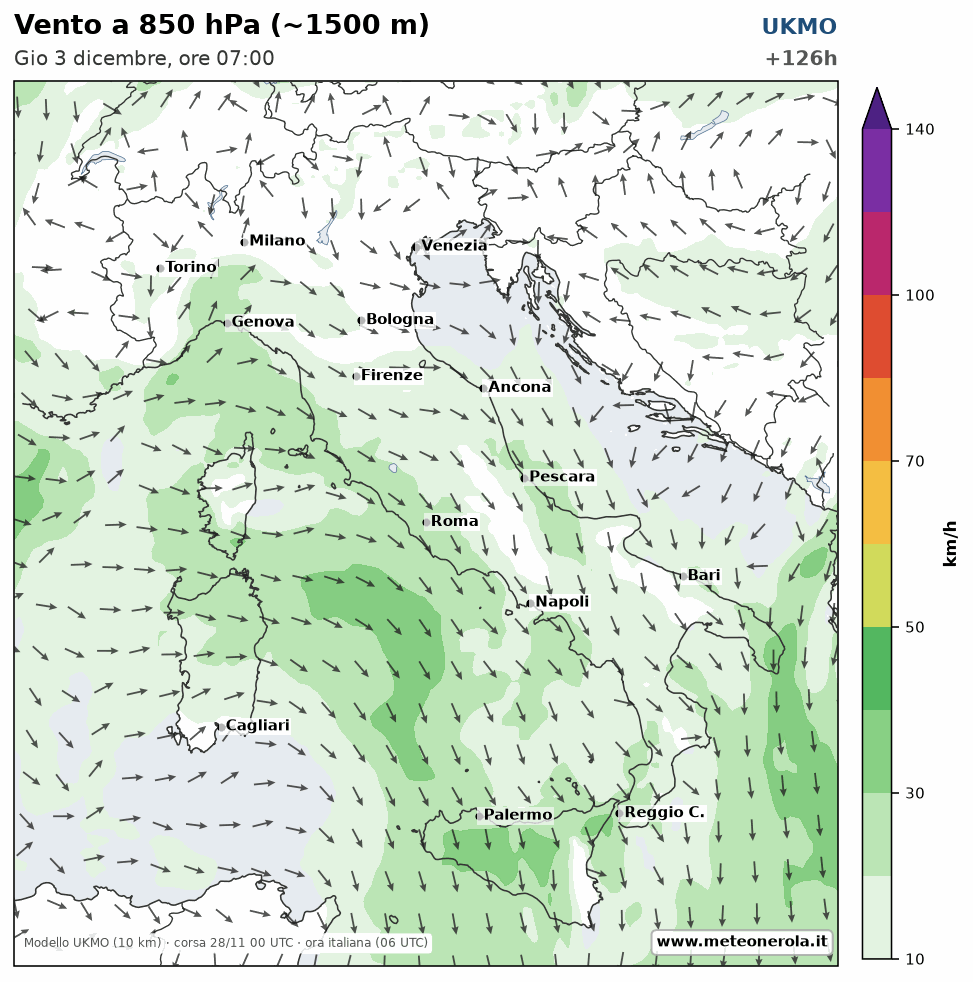 Vento a 850 hPa (~1500 m)
UKMO
Gio 3 dicembre, ore 07:00
+126h
140
100
70
50
30
10
km/h
Milano
Venezia
Torino
Genova
Bologna
Firenze
Ancona
Pescara
Roma
Bari
Napoli
Cagliari
Palermo
Reggio C.
Modello UKMO (10 km) · corsa 28/11 00 UTC · ora italiana (06 UTC)
www.meteonerola.it